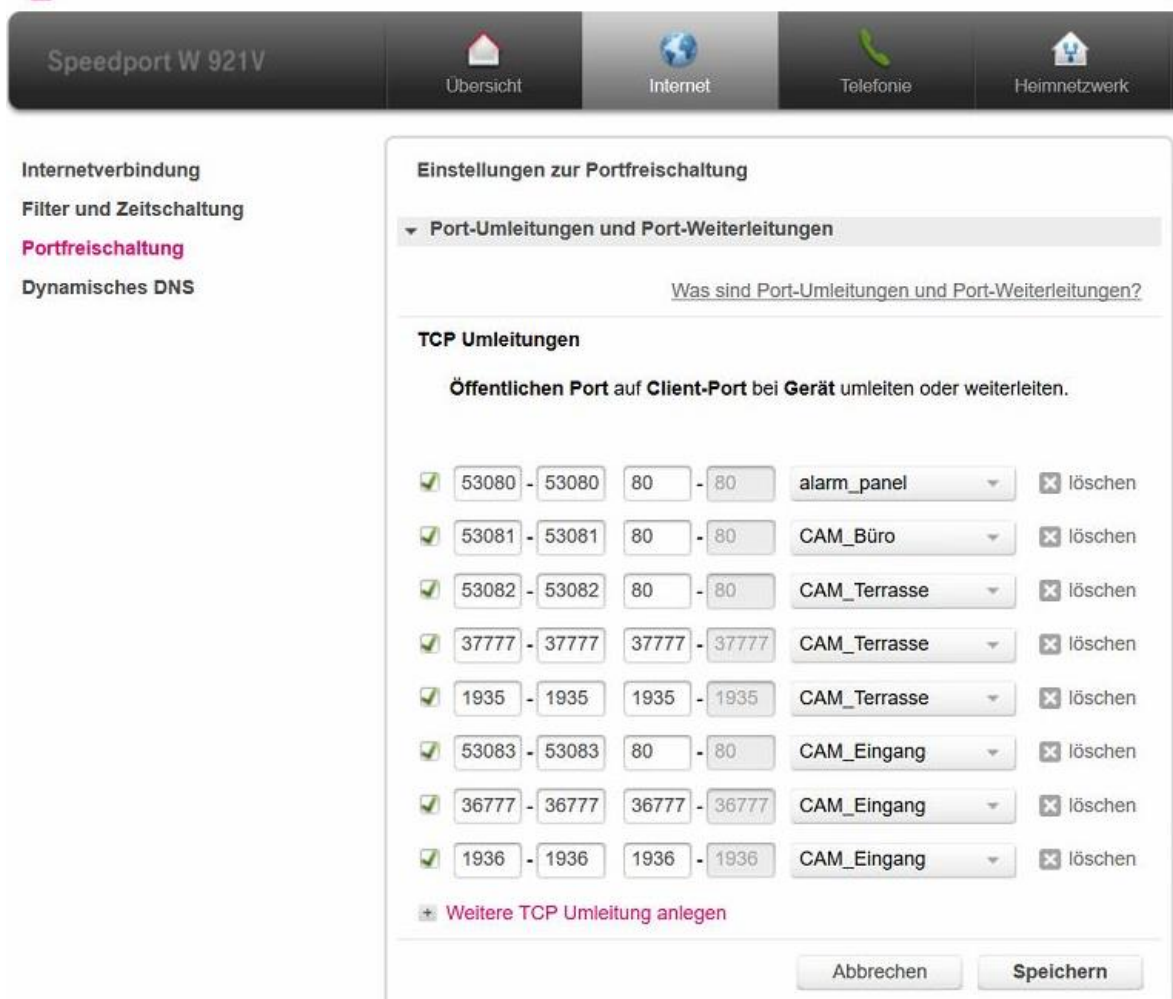 Speedport W 921V
Übersicht
Internet
Telefonie
Heimnetzwerk
Internetverbindung
Filter und Zeitschaltung
Portfreischaltung
Dynamisches DNS
Einstellungen zur Portfreischaltung
Port-Umleitungen und Port-Weiterleitungen
Was sind Port-Umleitungen und Port-Weiterleitungen?
TCP Umleitungen
Öffentlichen Port auf Client-Port bei Gerät umleiten oder weiterleiten.
53080 - 53080 80 - 80 alarm_panel löschen
53081 - 53081 80 - 80 CAM_Büro löschen
53082 - 53082 80 - 80 CAM_Terrasse löschen
37777 - 37777 37777 - 37777 CAM_Terrasse löschen
1935 - 1935 1935 - 1935 CAM_Terrasse löschen
53083 - 53083 80 - 80 CAM_Eingang löschen
36777 - 36777 36777 - 36777 CAM_Eingang löschen
1936 - 1936 1936 - 1936 CAM_Eingang löschen
Weitere TCP Umleitung anlegen
Abbrechen
Speichern